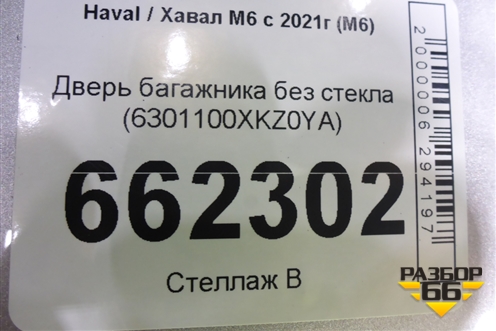 Haval / Хавал М6 с 2021г (М6)
Дверь багажника без стекла
(6301100XKZ0YA)
662302
Стеллаж В
2000006294197
РАЗБОР
66